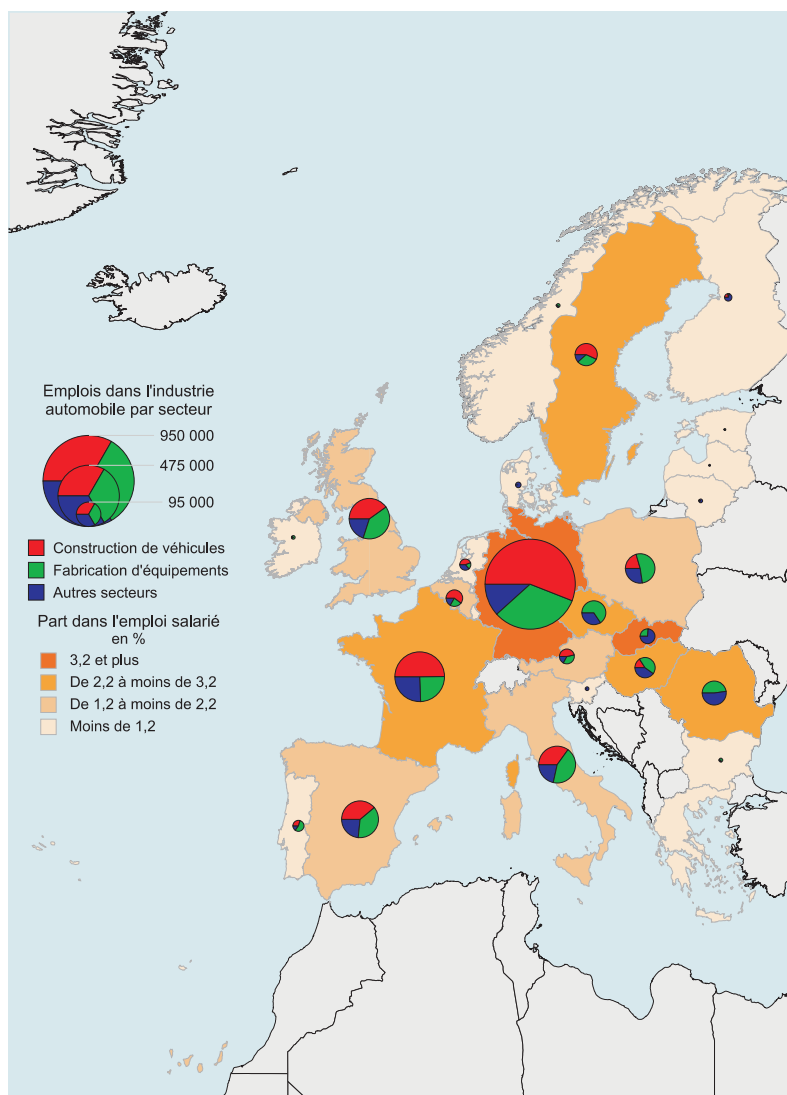 Emplois dans l'industrie
automobile par secteur
950 000
475 000
95 000
Construction de véhicules
Fabrication d'équipements
Autres secteurs
Part dans l'emploi salarié
en %
3,2 et plus
De 2,2 à moins de 3,2
De 1,2 à moins de 2,2
Moins de 1,2